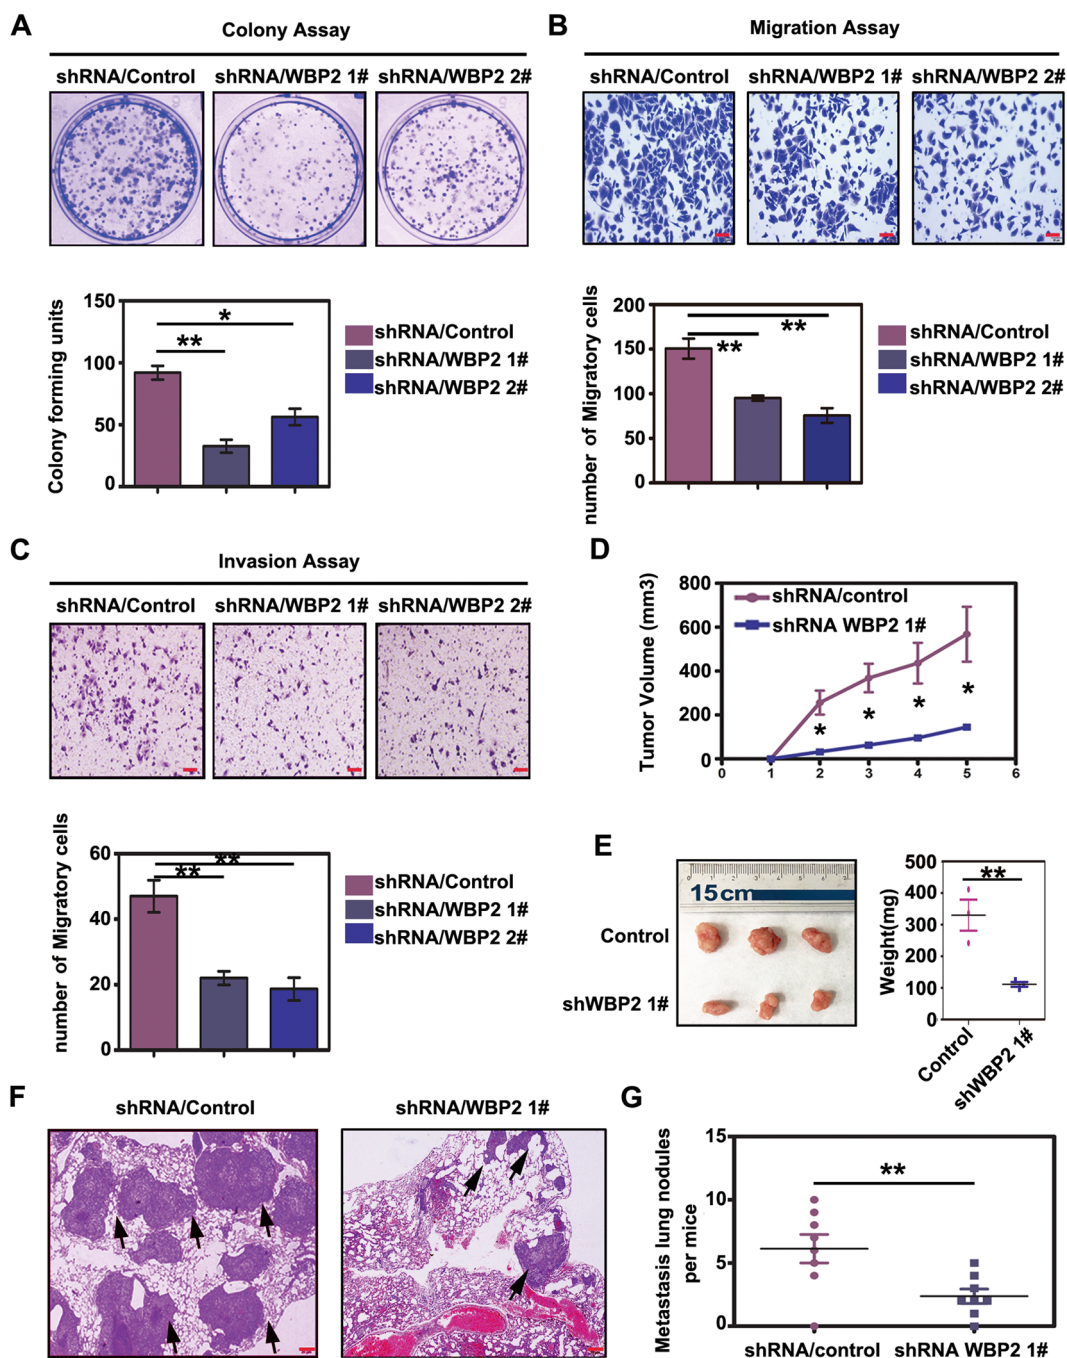 A
Colony Assay
shRNA/Control shRNA/WBP2 1# shRNA/WBP2 2#
150
100
50
0
Colony forming units
*
**
shRNA/Control
shRNA/WBP2 1#
shRNA/WBP2 2#
B
Migration Assay
shRNA/Control shRNA/WBP2 1# shRNA/WBP2 2#
200
150
100
50
0
number of Migratory cells
**
**
shRNA/Control
shRNA/WBP2 1#
shRNA/WBP2 2#
C
Invasion Assay
shRNA/Control shRNA/WBP2 1# shRNA/WBP2 2#
60
40
20
0
number of Migratory cells
**
**
shRNA/Control
shRNA/WBP2 1#
shRNA/WBP2 2#
D
800
600
400
200
0
Tumor Volume (mm3)
shRNA/control
shRNA WBP2 1#
* * * *
0 1 2 3 4 5 6
E
15cm
Control
shWBP2 1#
500
400
300
200
100
0
Weight(mg)
**
Control
shWBP2 1#
F
shRNA/Control shRNA/WBP2 1#
G
15
10
5
0
Metastasis lung nodules
per mice
**
shRNA/control shRNA WBP2 1#